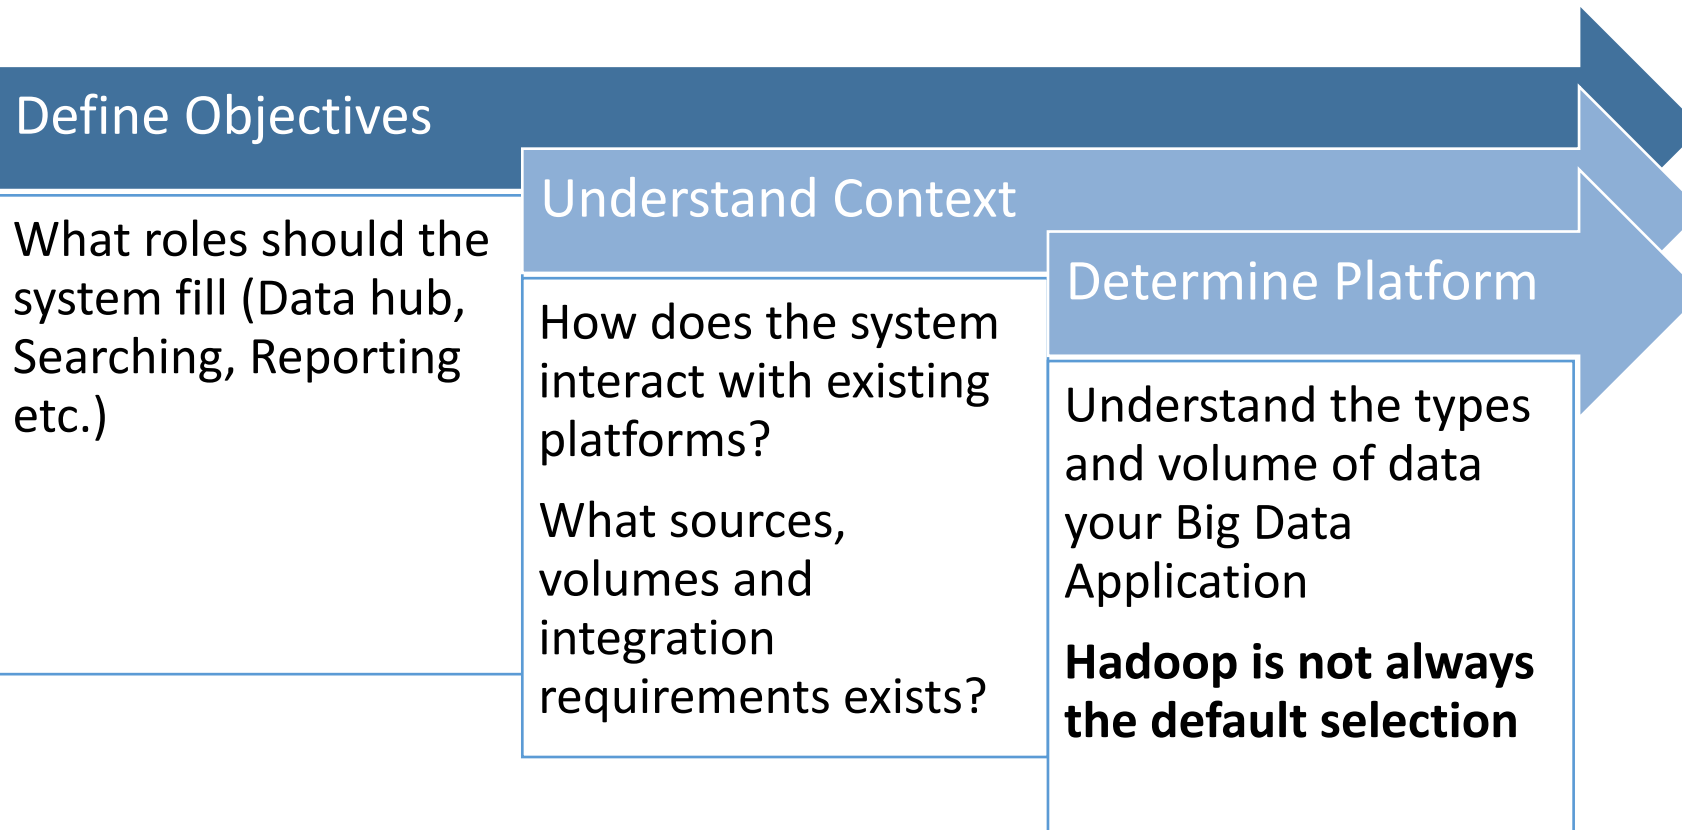 Define Objectives
What roles should the
system fill (Data hub,
Searching, Reporting
etc.)
Understand Context
How does the system
interact with existing
platforms?
What sources,
volumes and
integration
requirements exists?
Determine Platform
Understand the types
and volume of data
your Big Data
Application
Hadoop is not always
the default selection